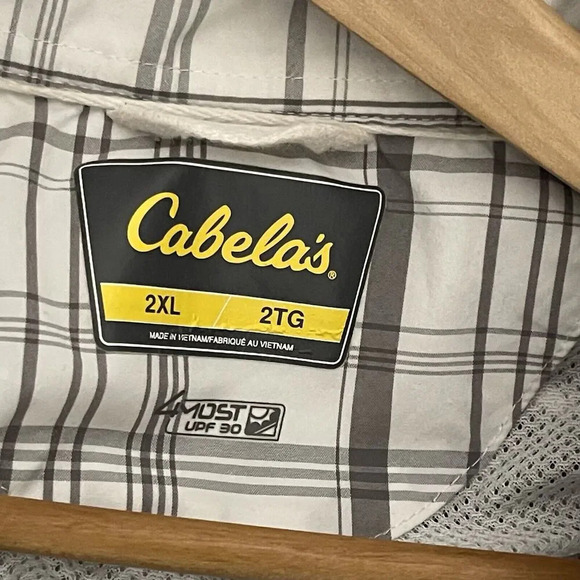 Cabela's®
2XL / 2TG
MADE IN VIETNAM/FABRIQUÉ AU VIETNAM
4MOST
UPF 30